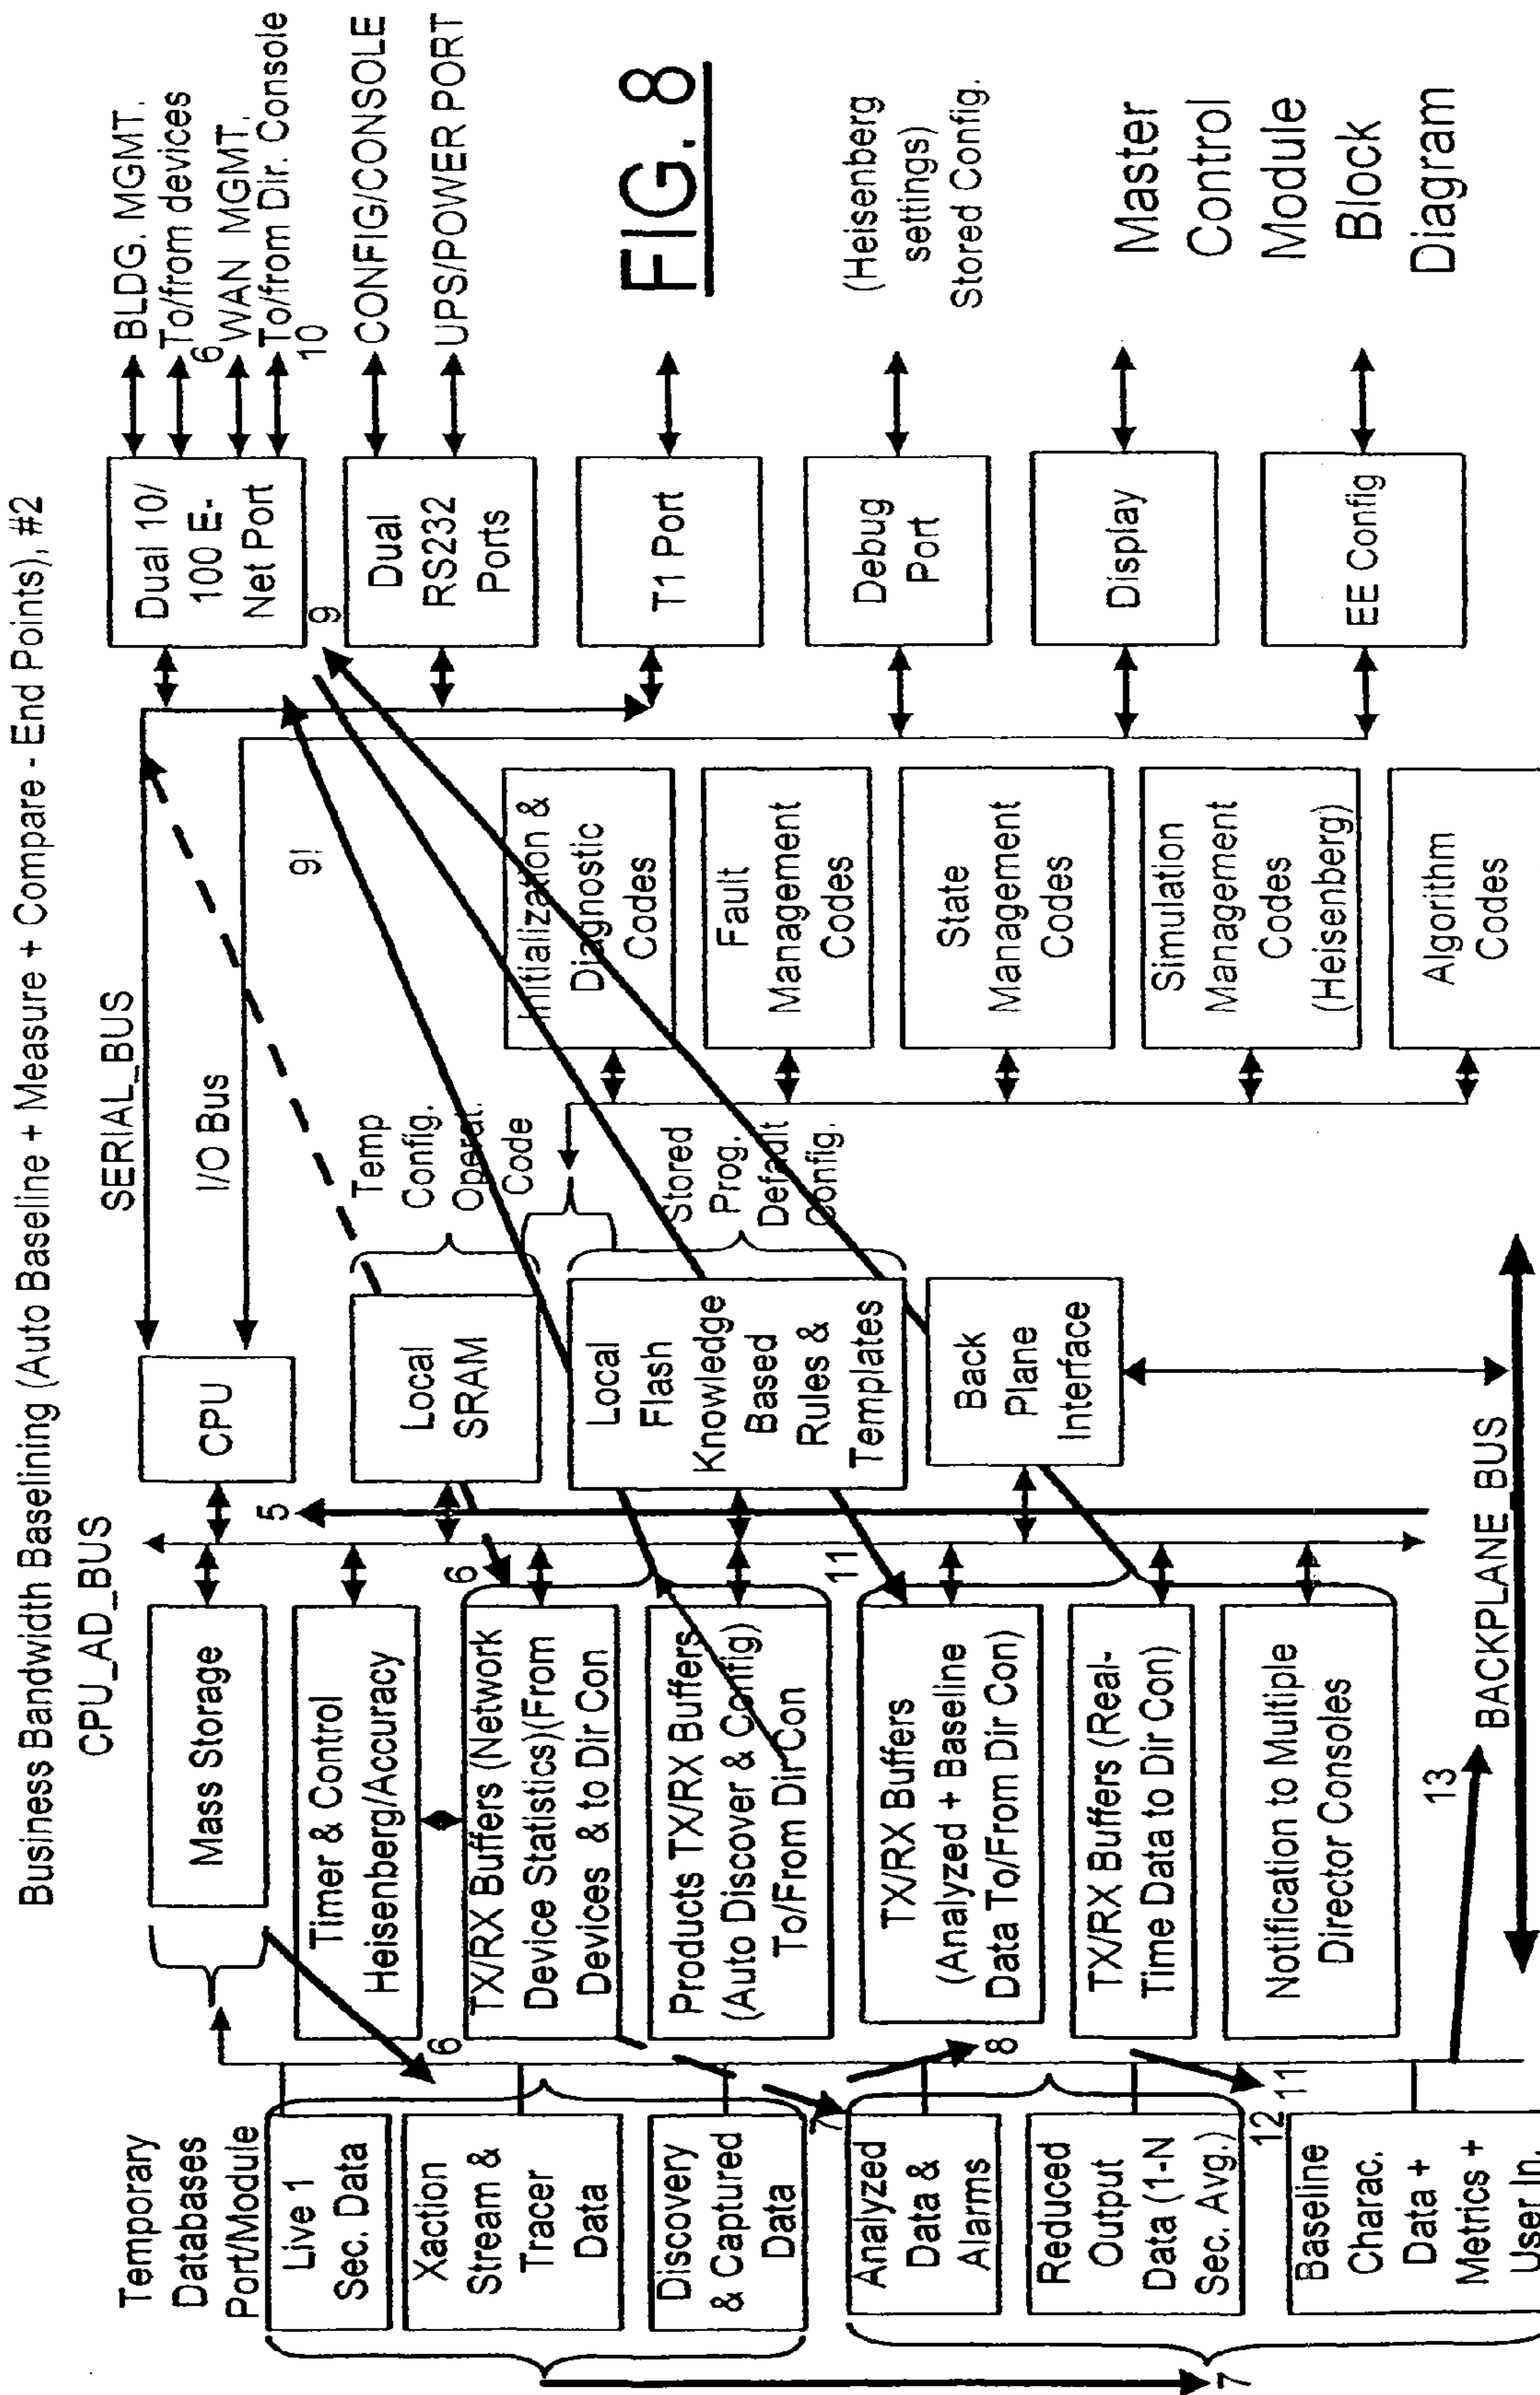 Business Bandwidth Baselining (Auto Baseline + Measure + Compare - End Points), #2
CPU_AD_BUS
SERIAL_BUS
I/O Bus
Temporary
Databases
Port/Module
Live 1
Sec. Data
Xaction
Stream &
Tracer
Data
Discovery
& Captured
Data
Analyzed
Data &
Alarms
Reduced
Output
Data (1-N
Sec. Avg.)
Baseline
Charac.
Data +
Metrics +
User In.
7
7
12
11
6
8
13
Mass Storage
Timer & Control
Heisenberg/Accuracy
TX/RX Buffers (Network
Device Statistics)(From
Devices & to Dir Con
Products TX/RX Buffers
(Auto Discover & Config)
To/From Dir Con
TX/RX Buffers
(Analyzed + Baseline
Data To/From Dir Con)
TX/RX Buffers (Real-
Time Data to Dir Con)
Notification to Multiple
Director Consoles
6
11
5
BACKPLANE_BUS
CPU
Local
SRAM
Local
Flash
Knowledge
Based
Rules &
Templates
Back
Plane
Interface
Temp
Config.
Operat.
Code
Stored
Prog.
Default
Config.
9!
Initialization &
Diagnostic
Codes
Fault
Management
Codes
State
Management
Codes
Simulation
Management
Codes
(Heisenberg)
Algorithm
Codes
9
Dual 10/
100 E-
Net Port
Dual
RS232
Ports
T1 Port
Debug
Port
Display
EE Config
BLDG. MGMT.
To/from devices
6
WAN MGMT.
To/from Dir. Console
10
CONFIG/CONSOLE
UPS/POWER PORT
FIG. 8
(Heisenberg
settings)
Stored Config.
Master
Control
Module
Block
Diagram